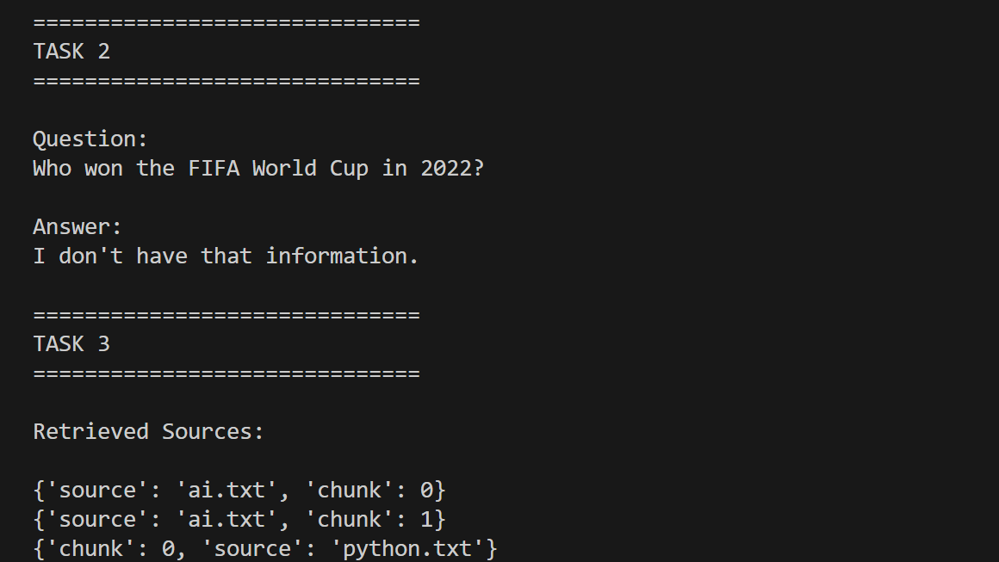 ==============================
TASK 2
==============================
Question:
Who won the FIFA World Cup in 2022?
Answer:
I don't have that information.
==============================
TASK 3
==============================
Retrieved Sources:
{'source': 'ai.txt', 'chunk': 0}
{'source': 'ai.txt', 'chunk': 1}
{'chunk': 0, 'source': 'python.txt'}